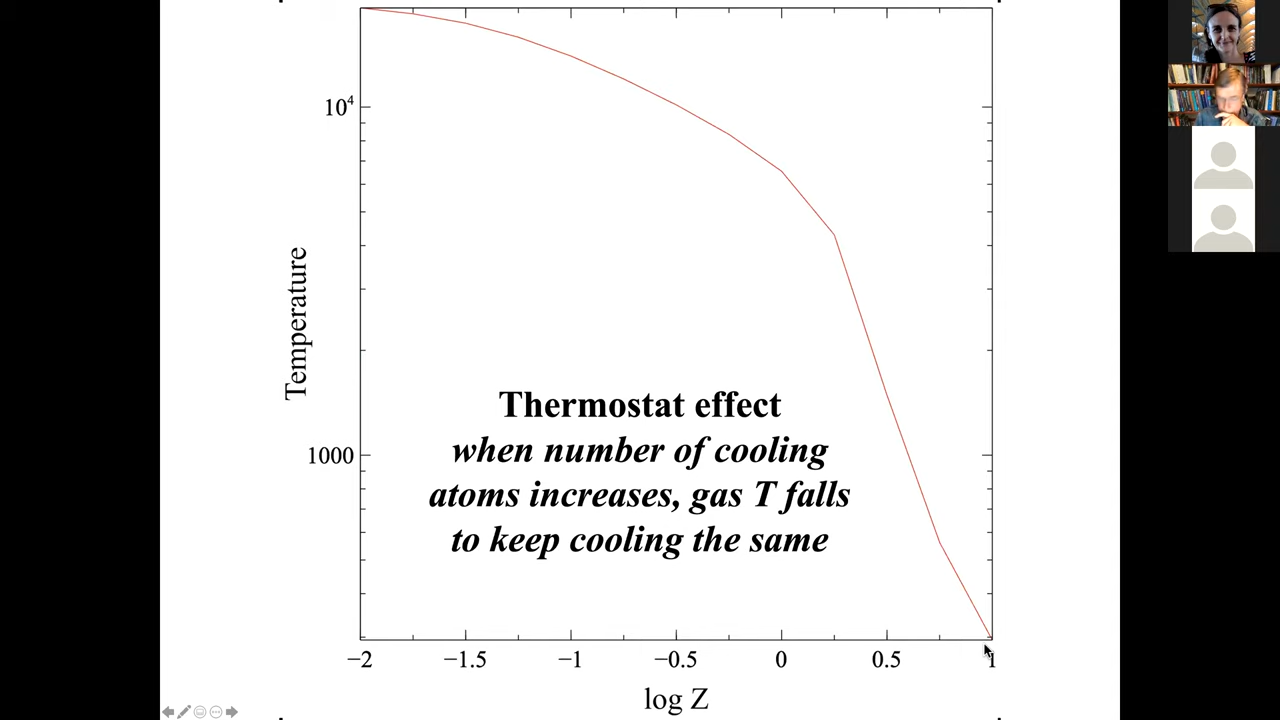 10⁴
1000
Temperature
Thermostat effect
when number of cooling
atoms increases, gas T falls
to keep cooling the same
−2 −1.5 −1 −0.5 0 0.5 1
log Z